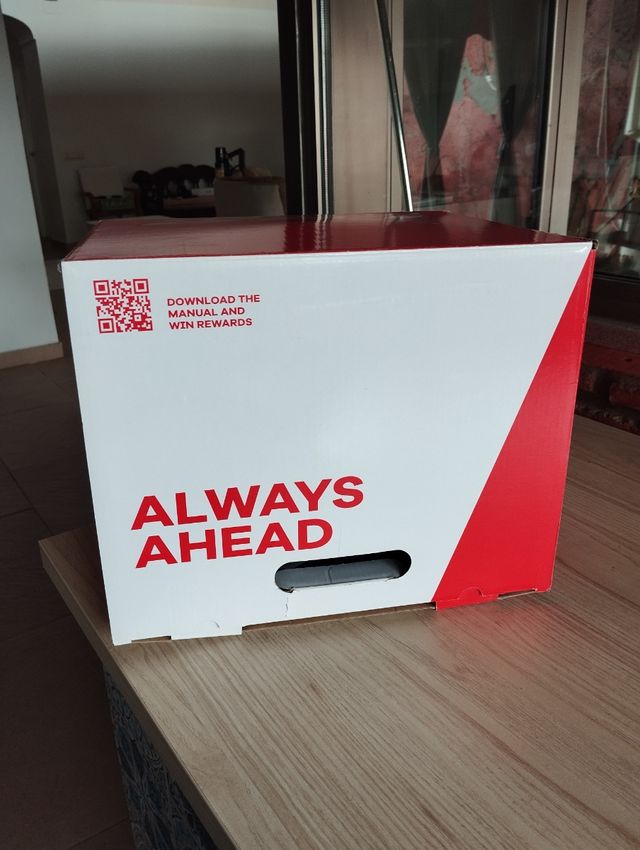 DOWNLOAD THE
MANUAL AND
WIN REWARDS
ALWAYS
AHEAD